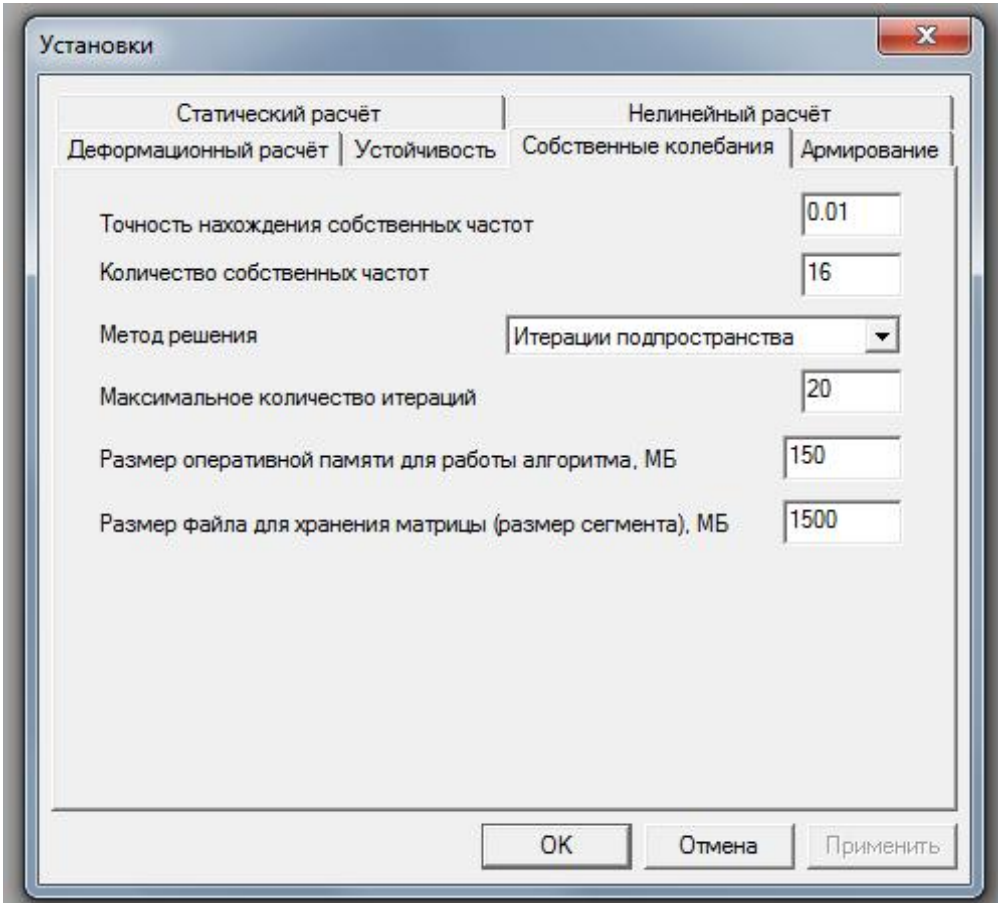 Установки
Статический расчёт
Нелинейный расчёт
Деформационный расчёт
Устойчивость
Собственные колебания
Армирование
Точность нахождения собственных частот
0.01
Количество собственных частот
16
Метод решения
Итерации подпространства
Максимальное количество итераций
20
Размер оперативной памяти для работы алгоритма, МБ
150
Размер файла для хранения матрицы (размер сегмента), МБ
1500
OK
Отмена
Применить